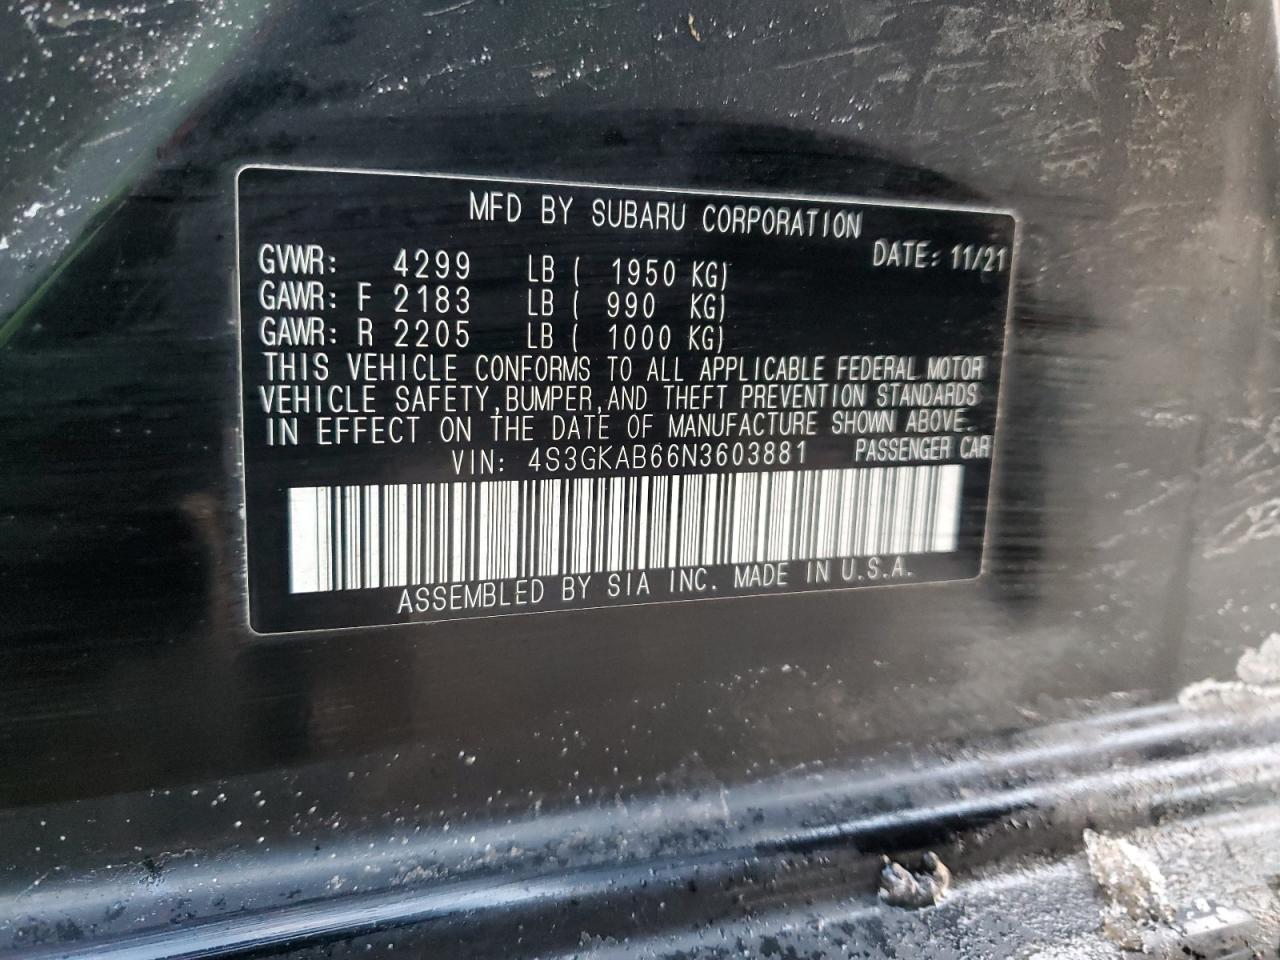 MFD BY SUBARU CORPORATION
DATE: 11/21
GVWR: 4299 LB ( 1950 KG)
GAWR: F 2183 LB ( 990 KG)
GAWR: R 2205 LB ( 1000 KG)
THIS VEHICLE CONFORMS TO ALL APPLICABLE FEDERAL MOTOR
VEHICLE SAFETY,BUMPER,AND THEFT PREVENTION STANDARDS
IN EFFECT ON THE DATE OF MANUFACTURE SHOWN ABOVE.
VIN: 4S3GKAB66N3603881 PASSENGER CAR
ASSEMBLED BY SIA INC. MADE IN U.S.A.